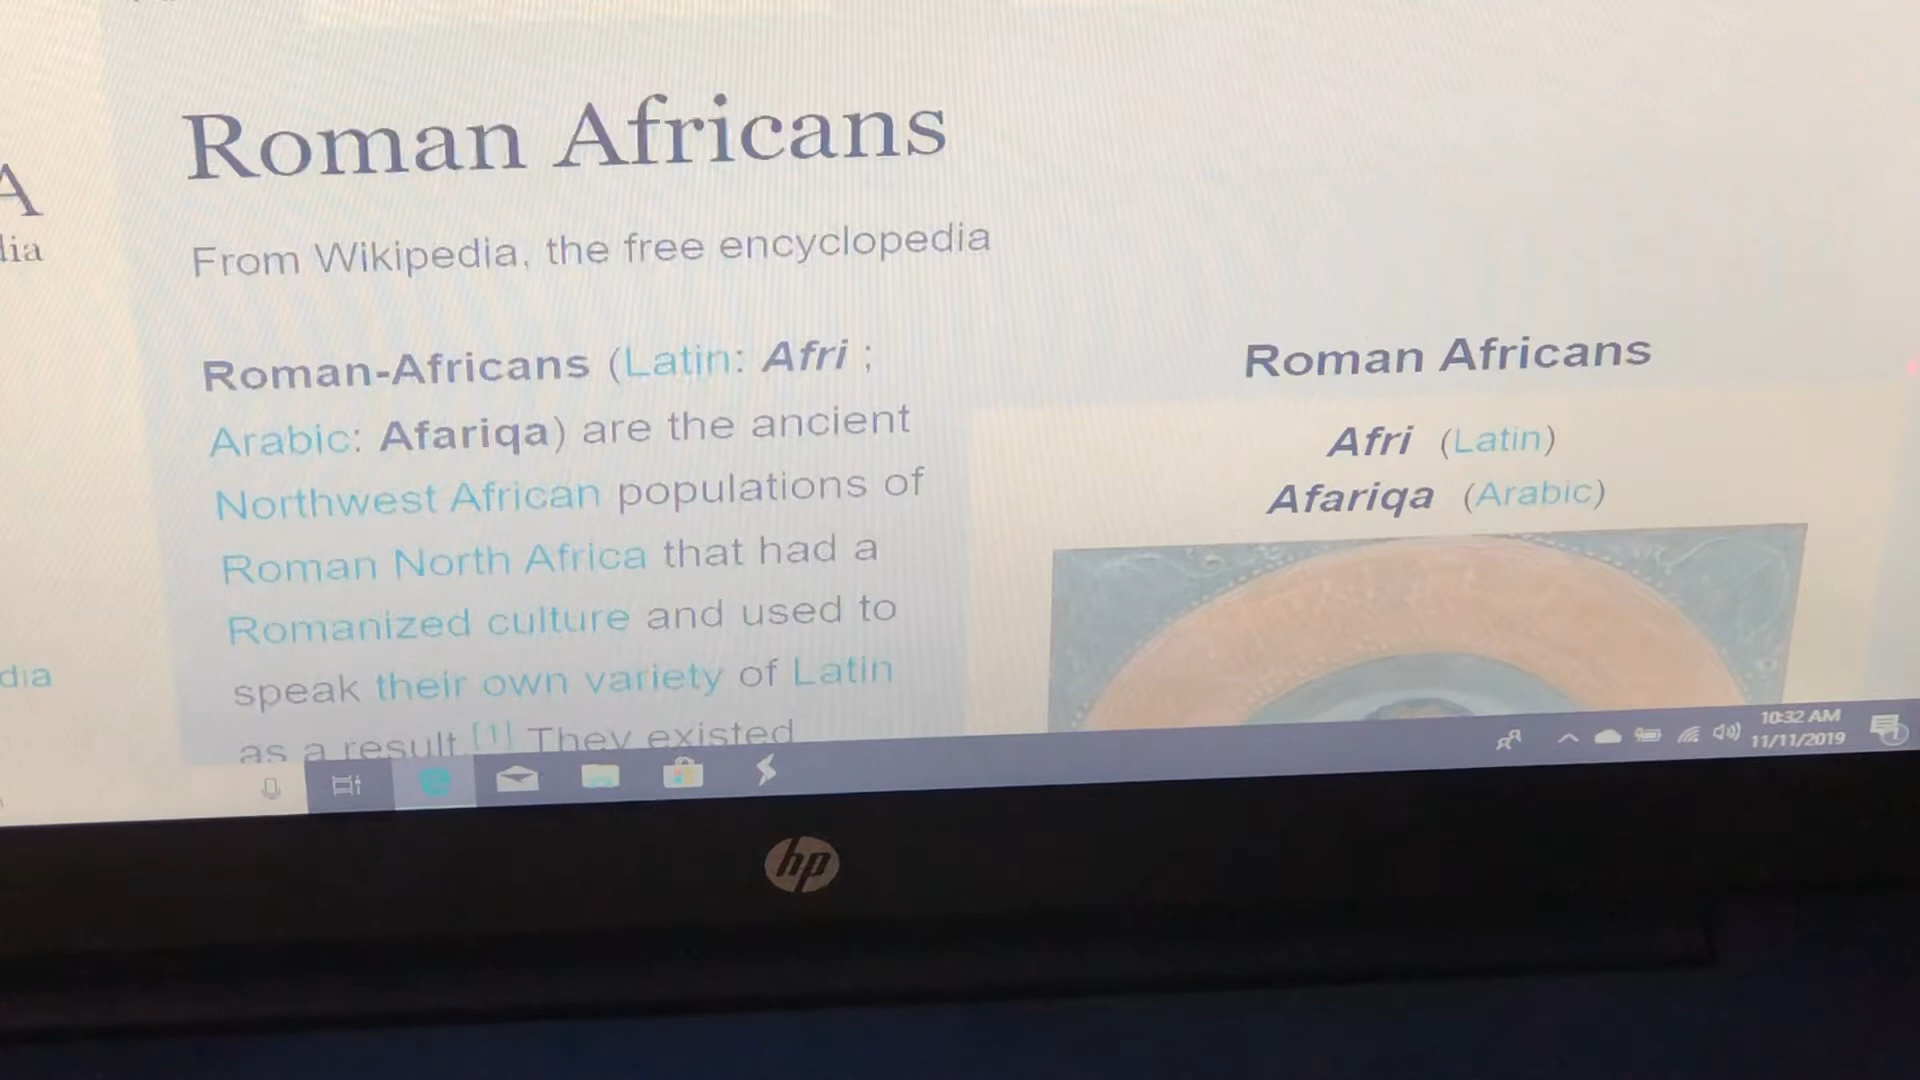 A
dia
Roman Africans
From Wikipedia, the free encyclopedia
Roman-Africans (Latin: Afri ;
Arabic: Afariqa) are the ancient
Northwest African populations of
Roman North Africa that had a
Romanized culture and used to
speak their own variety of Latin
as a result.[1] They existed
Roman Africans
Afri (Latin)
Afariqa (Arabic)
dia
10:32 AM
11/11/2019
1
hp